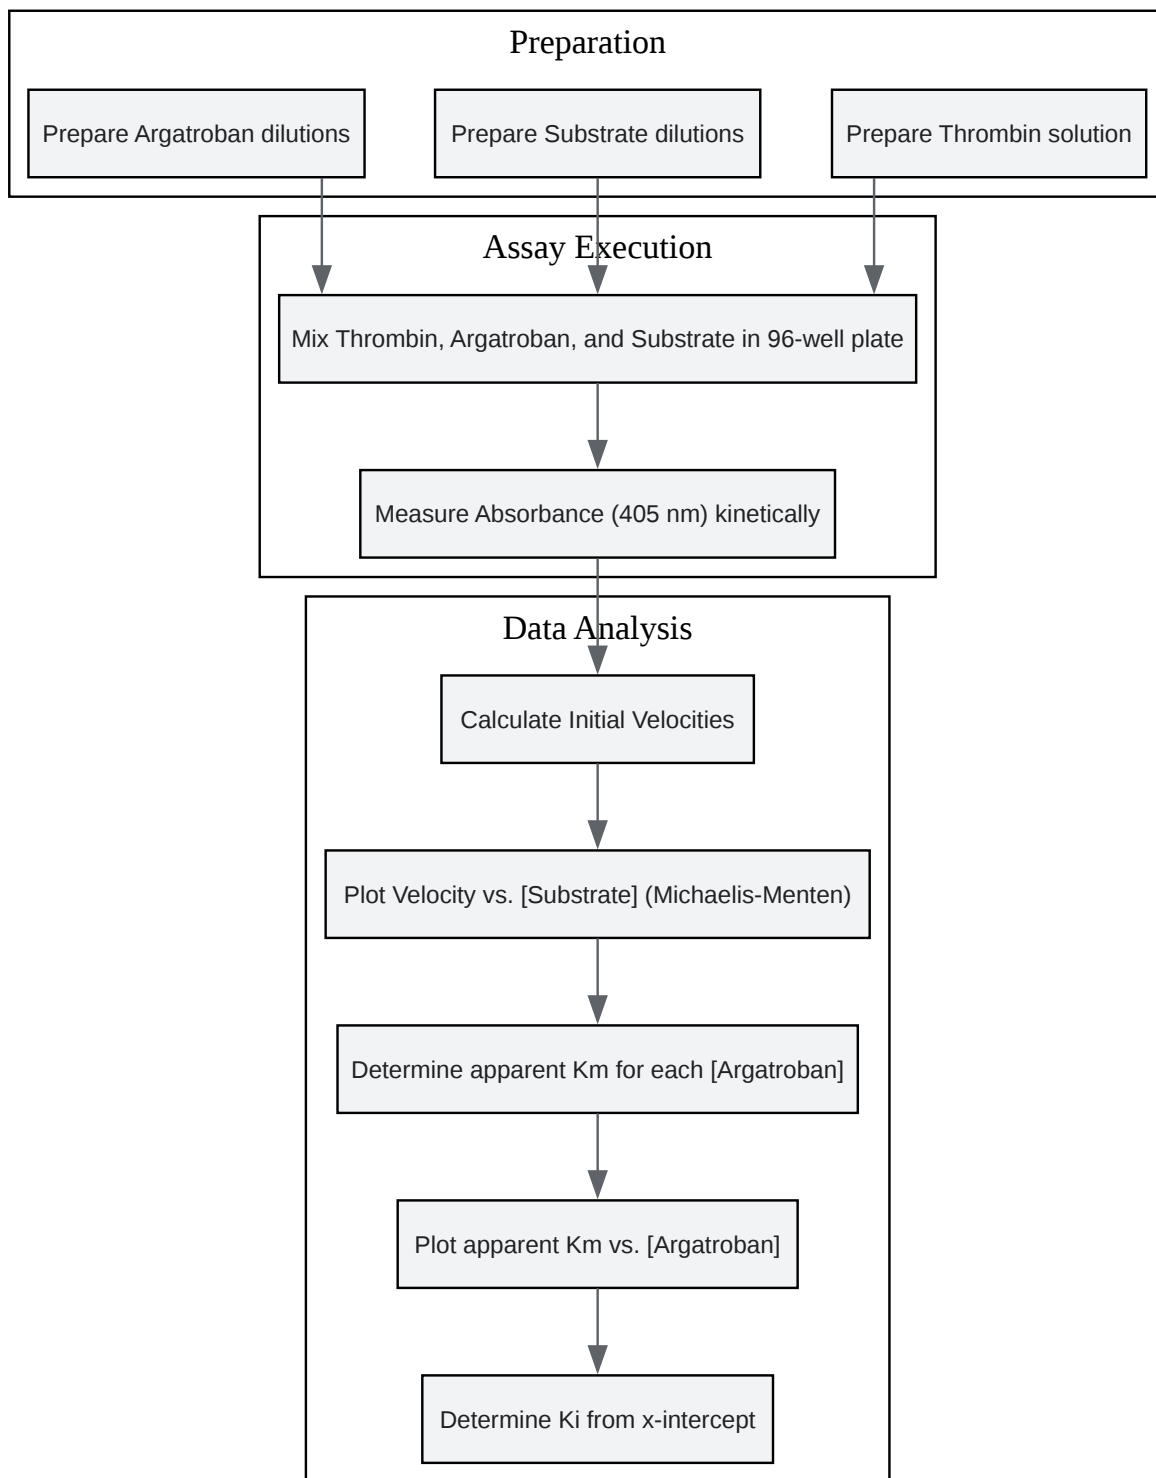 Preparation
Prepare Argatroban dilutions
Prepare Substrate dilutions
Prepare Thrombin solution
Assay Execution
Mix Thrombin, Argatroban, and Substrate in 96-well plate
Measure Absorbance (405 nm) kinetically
Data Analysis
Calculate Initial Velocities
Plot Velocity vs. [Substrate] (Michaelis-Menten)
Determine apparent Km for each [Argatroban]
Plot apparent Km vs. [Argatroban]
Determine Ki from x-intercept